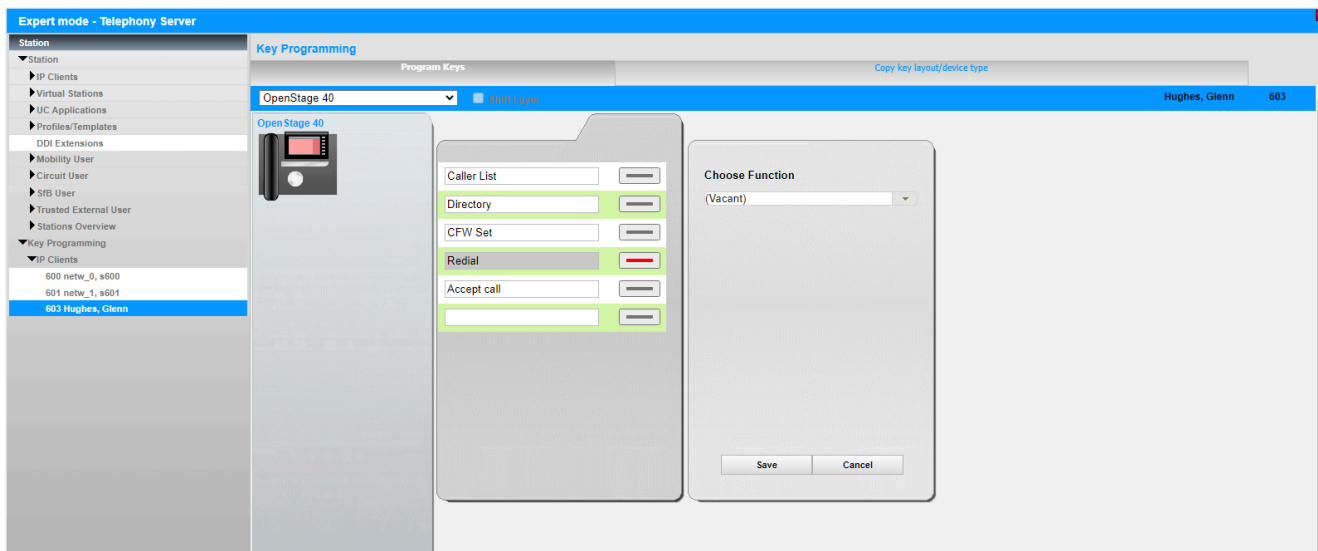 Expert mode - Telephony Server
Station
Station
IP Clients
Virtual Stations
UC Applications
Profiles/Templates
DDI Extensions
Mobility User
Circuit User
SfB User
Trusted External User
Stations Overview
Key Programming
IP Clients
600 netw_0, s600
601 netw_1, s601
603 Hughes, Glenn
Key Programming
Program Keys
Copy key layout/device type
OpenStage 40
Shift Layer
Hughes, Glenn 603
OpenStage 40
Caller List
Directory
CFW Set
Redial
Accept call
Choose Function
(Vacant)
Save Cancel